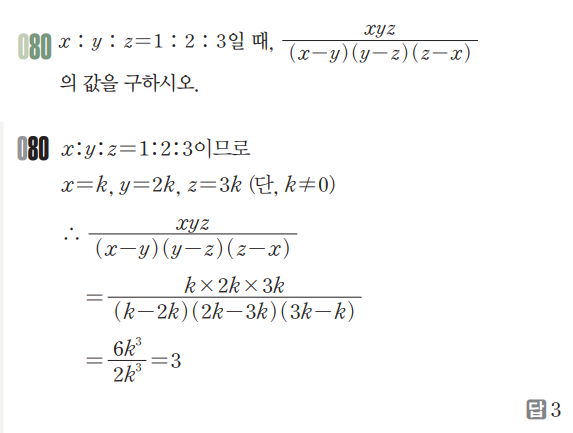 080 x : y : z=1 : 2 : 3일 때, xyz/(x-y)(y-z)(z-x)
의 값을 구하시오.
080 x:y:z=1:2:3이므로
x=k, y=2k, z=3k (단, k≠0)
∴ xyz/(x-y)(y-z)(z-x)
= k×2k×3k/(k-2k)(2k-3k)(3k-k)
= 6k³/2k³ =3
답 3